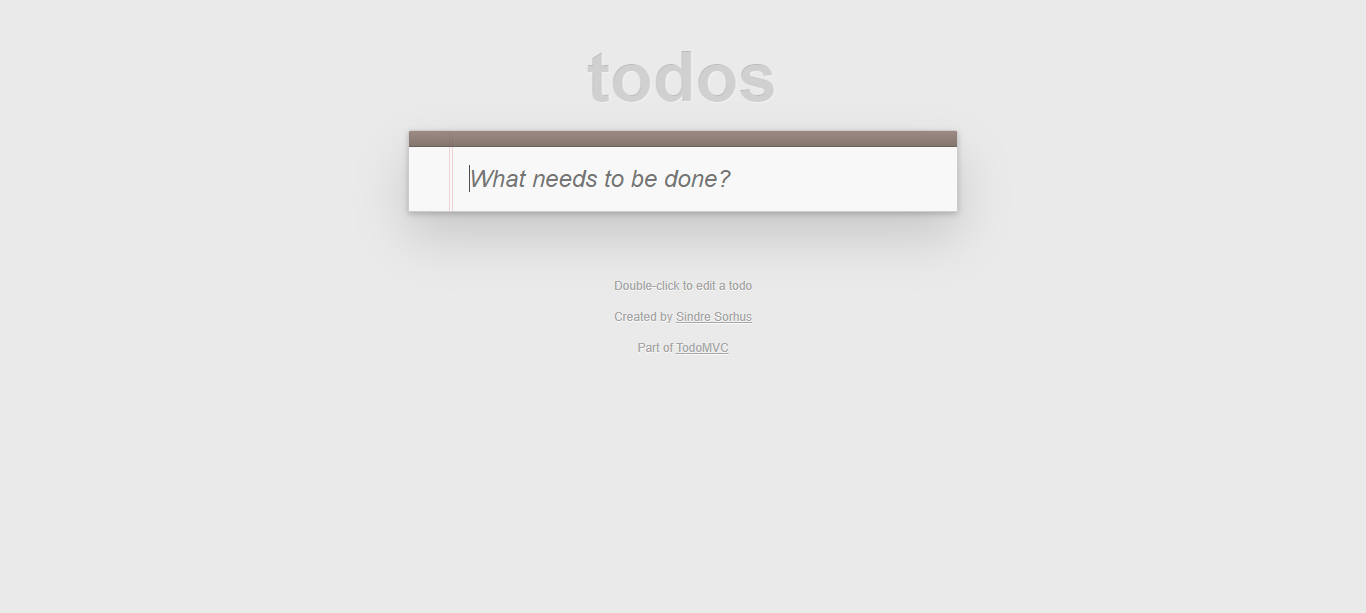 todos
What needs to be done?
Double-click to edit a todo
Created by Sindre Sorhus
Part of TodoMVC